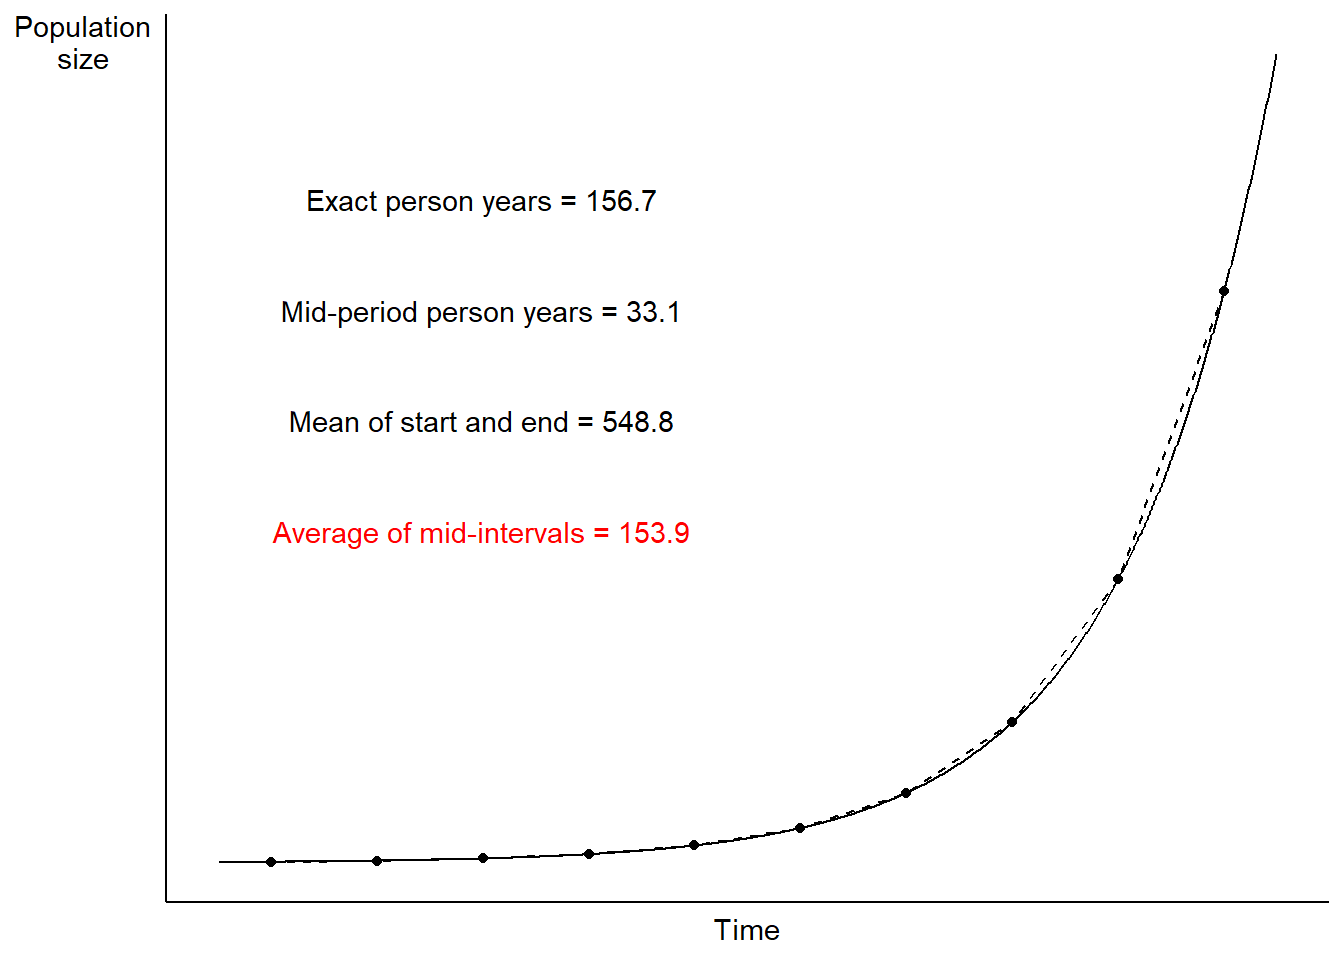 Population
size
Exact person years = 156.7
Mid-period person years = 33.1
Mean of start and end = 548.8
Average of mid-intervals = 153.9
Time